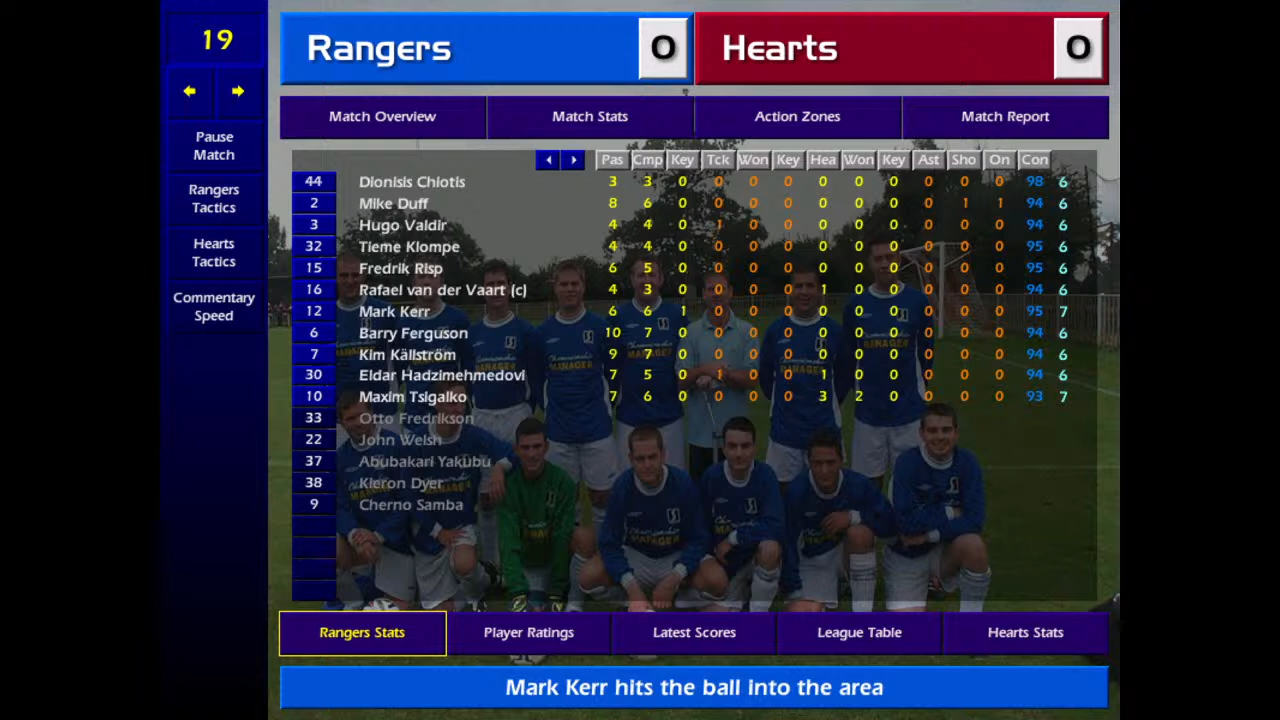 19
Rangers 0 Hearts 0
Match Overview Match Stats Action Zones Match Report
Pause Match
Rangers Tactics
Hearts Tactics
Commentary Speed
Pas Cmp Key Tck Won Key Hea Won Key Ast Sho On Con
44 Dionisis Chiotis 3 3 0 0 0 0 0 0 0 0 0 0 98 6
2 Mike Duff 8 6 0 0 0 0 0 0 0 0 1 1 94 6
3 Hugo Valdir 4 4 0 1 0 0 0 0 0 0 0 0 94 6
32 Tieme Klompe 4 4 0 0 0 0 0 0 0 0 0 0 95 6
15 Fredrik Risp 6 5 0 0 0 0 0 0 0 0 0 0 95 6
16 Rafael van der Vaart (c) 4 3 0 0 0 0 1 0 0 0 0 0 94 6
12 Mark Kerr 6 6 1 0 0 0 0 0 0 0 0 0 95 7
6 Barry Ferguson 10 7 0 0 0 0 0 0 0 0 0 0 94 6
7 Kim Källström 9 7 0 0 0 0 0 0 0 0 0 0 94 6
30 Eldar Hadzimehmedovi 7 5 0 1 0 0 1 0 0 0 0 0 94 6
10 Maxim Tsigalko 7 6 0 0 0 0 3 2 0 0 0 0 93 7
33 Otto Fredrikson
22 John Welsh
37 Abubakari Yakubu
38 Kieron Dyer
9 Cherno Samba
Rangers Stats Player Ratings Latest Scores League Table Hearts Stats
Mark Kerr hits the ball into the area